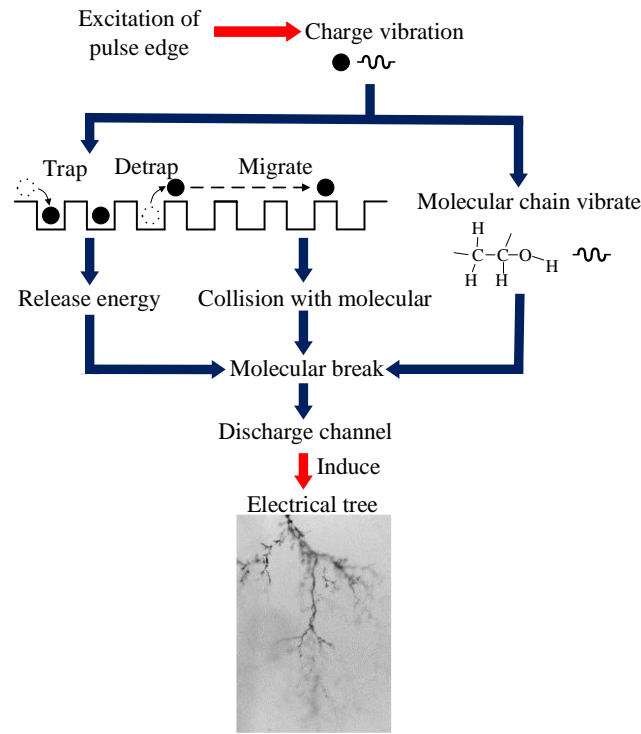 Excitation of
pulse edge
Charge vibration
Trap
Detrap
Migrate
Molecular chain vibrate
H
C C O H
H H
Release energy
Collision with molecular
Molecular break
Discharge channel
Induce
Electrical tree